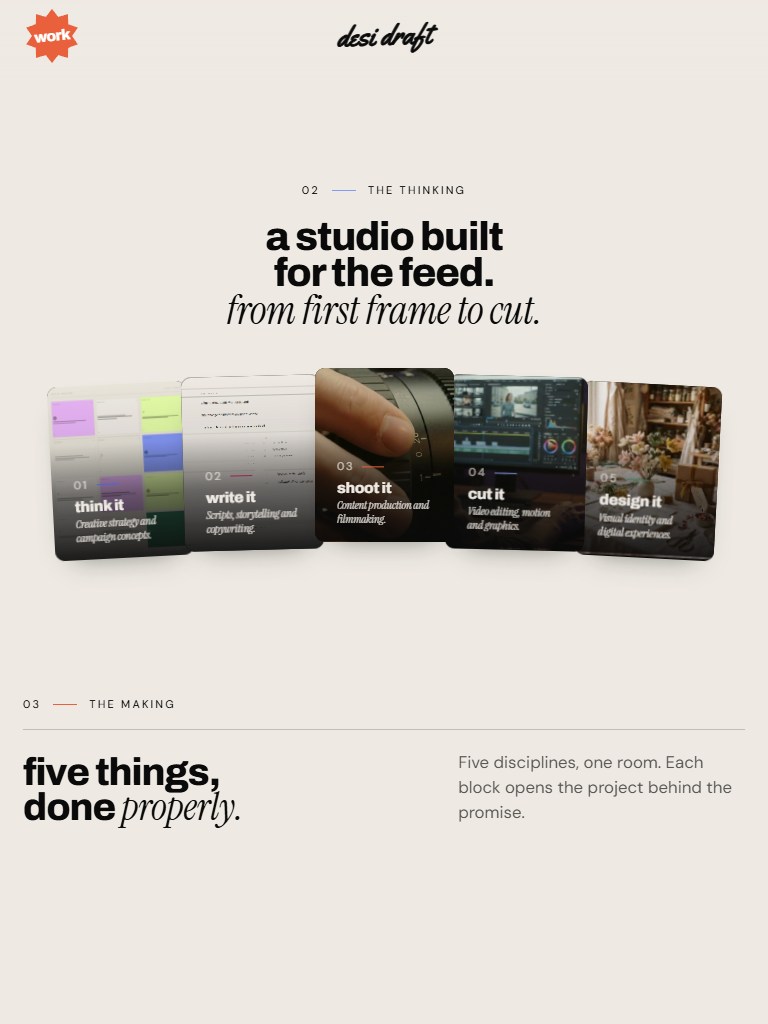 work
desi draft
02 THE THINKING
a studio built
for the feed.
from first frame to cut.
01
think it
Creative strategy and
campaign concepts.
02
write it
Scripts, storytelling and
copywriting.
03
shoot it
Content production and
filmmaking.
04
cut it
Video editing, motion
and graphics.
05
design it
Visual identity and
digital experiences.
03 THE MAKING
five things,
done properly.
Five disciplines, one room. Each
block opens the project behind the
promise.